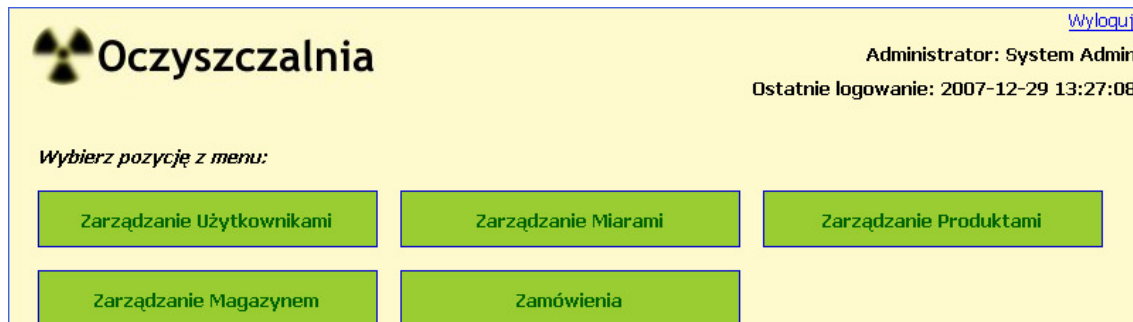 Wyloguj
Oczyszczalnia
Administrator: System Admin
Ostatnie logowanie: 2007-12-29 13:27:08
Wybierz pozycję z menu:
Zarządzanie Użytkownikami
Zarządzanie Miarami
Zarządzanie Produktami
Zarządzanie Magazynem
Zamówienia